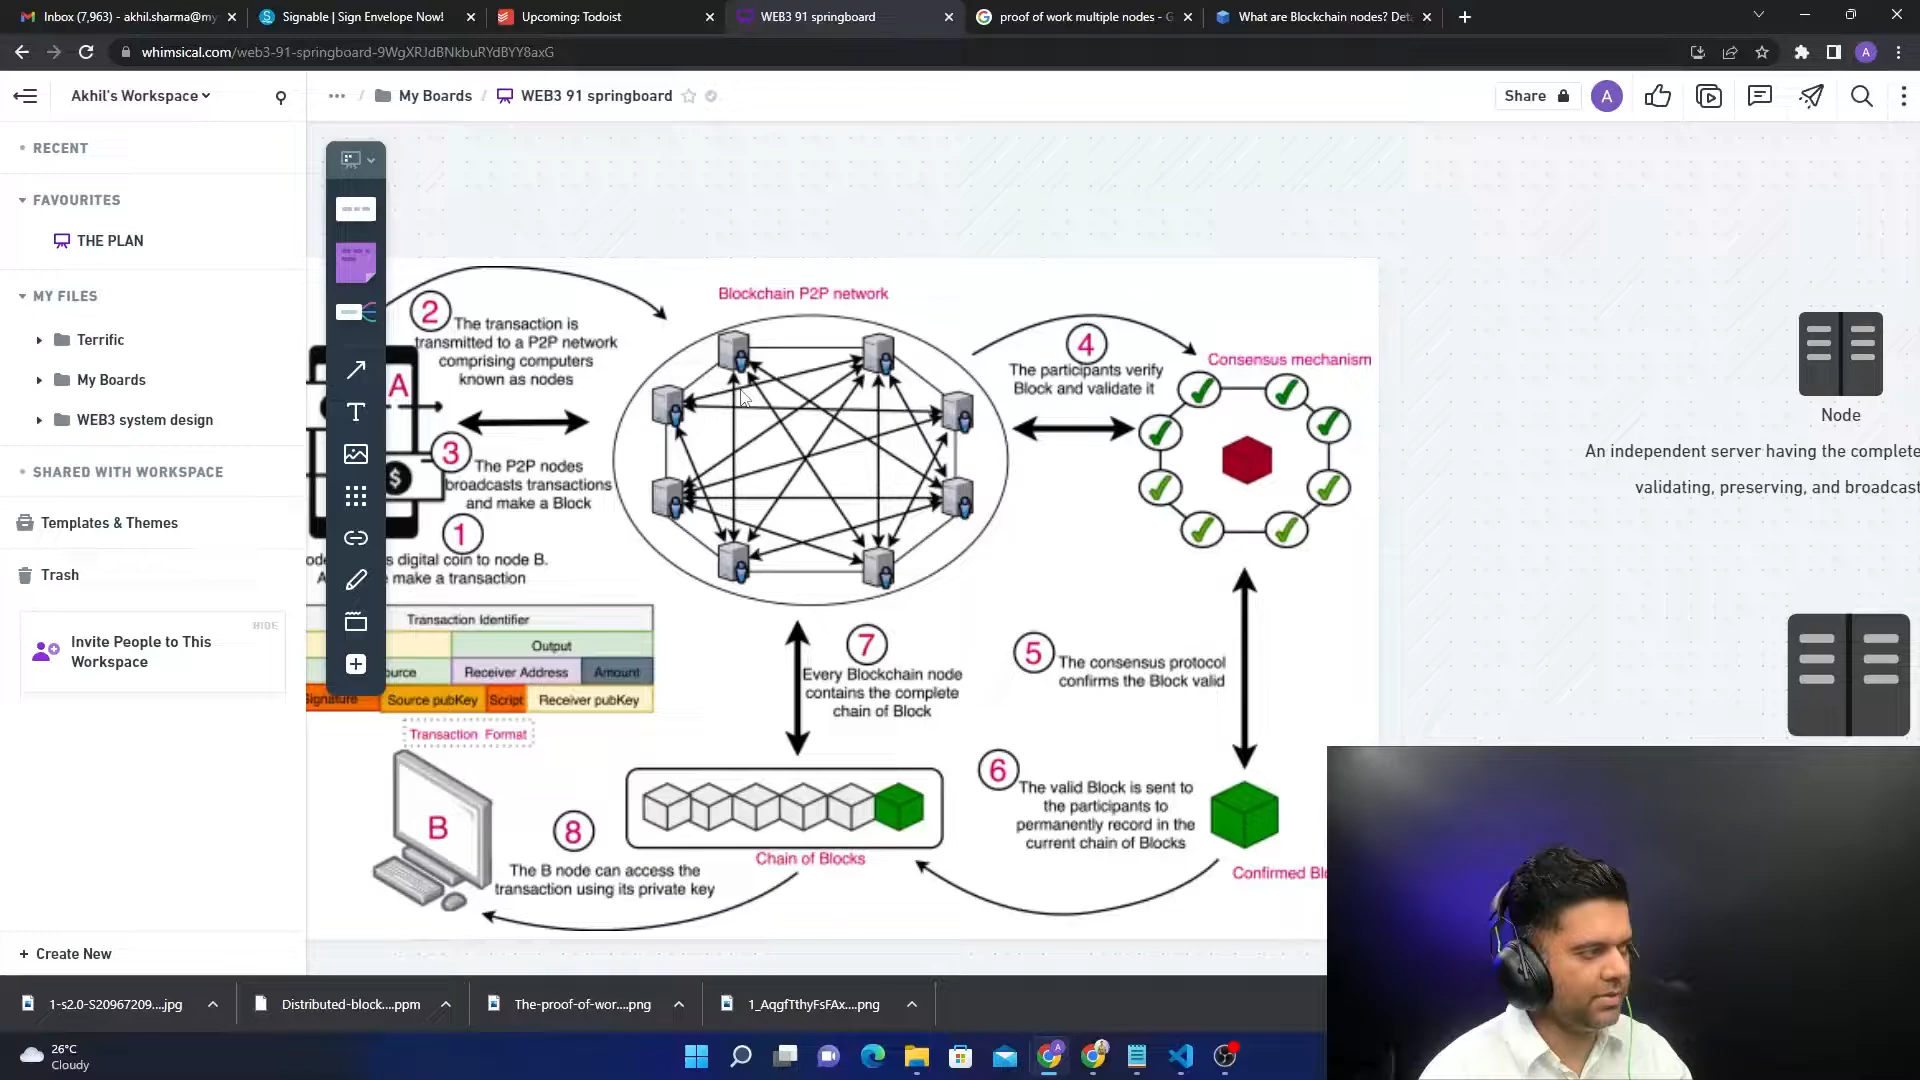 Inbox (7,963) - akhil.sharma@my
Signable | Sign Envelope Now!
Upcoming: Todoist
WEB3 91 springboard
proof of work multiple nodes - G
What are Blockchain nodes? Deta
whimsical.com/web3-91-springboard-9WgXRJdBNkbuRYdBYY8axG
A
Akhil's Workspace
My Boards / WEB3 91 springboard
Share
A
RECENT
FAVOURITES
THE PLAN
MY FILES
Terrific
My Boards
WEB3 system design
SHARED WITH WORKSPACE
Templates & Themes
Trash
HIDE
Invite People to This
Workspace
+ Create New
2
The transaction is
transmitted to a P2P network
comprising computers
known as nodes
A
3
The P2P nodes
broadcasts transactions
and make a Block
$
1
s digital coin to node B.
make a transaction
Transaction Identifier
Output
Receiver Address
Amount
Source pubKey
Script
Receiver pubKey
Transaction Format
Blockchain P2P network
4
The participants verify
Block and validate it
Consensus mechanism
7
Every Blockchain node
contains the complete
chain of Block
5
The consensus protocol
confirms the Block valid
6
The valid Block is sent to
the participants to
permanently record in the
current chain of Blocks
Confirmed Blo
Chain of Blocks
B
8
The B node can access the
transaction using its private key
Node
An independent server having the complete
validating, preserving, and broadcast
1-s2.0-S20967209....jpg
Distributed-block....ppm
The-proof-of-wor....png
1_AqgfTthyFsFAx....png
26°C
Cloudy